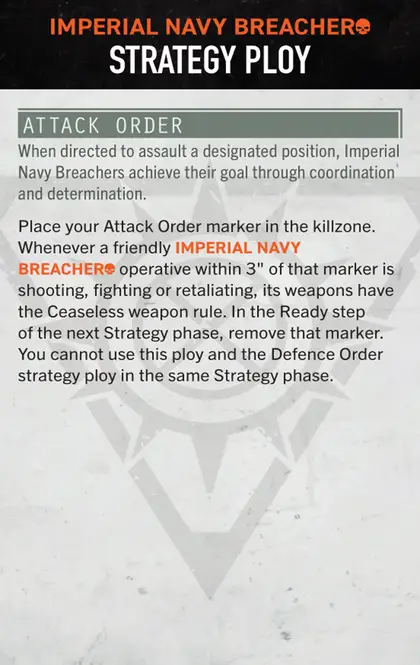 IMPERIAL NAVY BREACHER
STRATEGY PLOY
ATTACK ORDER
When directed to assault a designated position, Imperial
Navy Breachers achieve their goal through coordination
and determination.
Place your Attack Order marker in the killzone.
Whenever a friendly IMPERIAL NAVY
BREACHER operative within 3" of that marker is
shooting, fighting or retaliating, its weapons have
the Ceaseless weapon rule. In the Ready step
of the next Strategy phase, remove that marker.
You cannot use this ploy and the Defence Order
strategy ploy in the same Strategy phase.